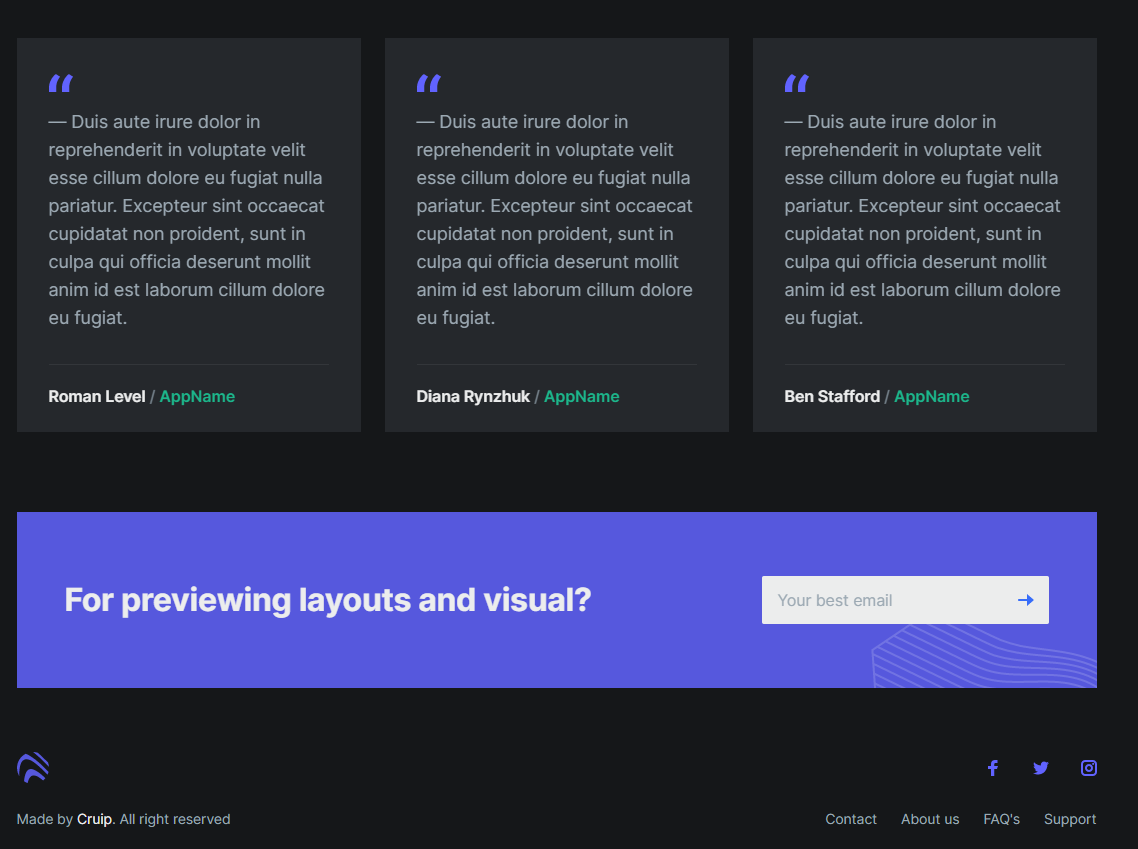 “
— Duis aute irure dolor in
reprehenderit in voluptate velit
esse cillum dolore eu fugiat nulla
pariatur. Excepteur sint occaecat
cupidatat non proident, sunt in
culpa qui officia deserunt mollit
anim id est laborum cillum dolore
eu fugiat.
Roman Level / AppName
“
— Duis aute irure dolor in
reprehenderit in voluptate velit
esse cillum dolore eu fugiat nulla
pariatur. Excepteur sint occaecat
cupidatat non proident, sunt in
culpa qui officia deserunt mollit
anim id est laborum cillum dolore
eu fugiat.
Diana Rynzhuk / AppName
“
— Duis aute irure dolor in
reprehenderit in voluptate velit
esse cillum dolore eu fugiat nulla
pariatur. Excepteur sint occaecat
cupidatat non proident, sunt in
culpa qui officia deserunt mollit
anim id est laborum cillum dolore
eu fugiat.
Ben Stafford / AppName
For previewing layouts and visual?
Your best email
Made by Cruip. All right reserved
Contact About us FAQ's Support